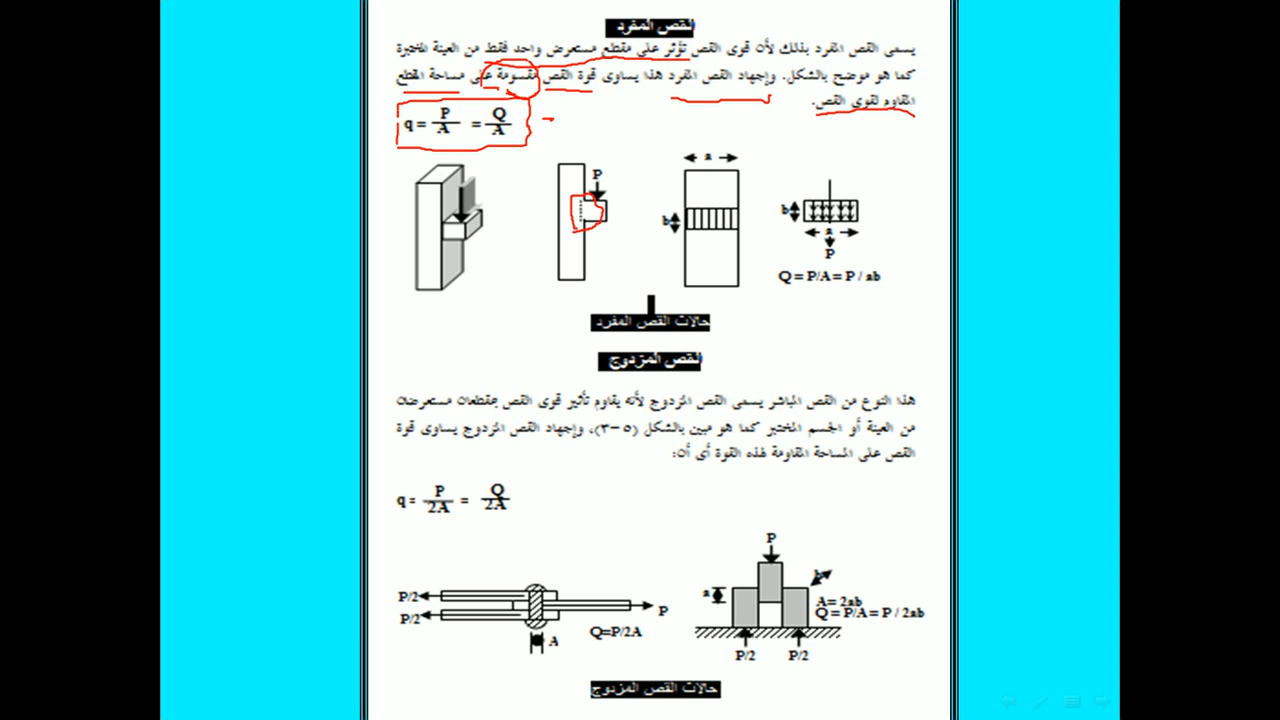 القص المفرد
يسمى القص المفرد بذلك لأن قوى القص تؤثر على مقطع مستعرض واحد فقط من العينة المختبرة
كما هو موضح بالشكل. وإجهاد القص المفرد هذا يساوى قوة القص مقسومة على مساحة المقطع
المقاوم لقوى القص.
q = P/A = Q/A
P
a
b
b
a
P
Q = P/A = P / ab
حالات القص المفرد
القص المزدوج
هذا النوع من القص المباشر يسمى القص المزدوج لأنه يقاوم تأثير قوى القص بمقطعان مستعرضان
من العينة أو الجسم المختبر كما هو مبين بالشكل (٥-٣)، وإجهاد القص المزدوج يساوى قوة
القص على المساحة المقاومة لهذه القوة أى أن:
q = P/2A = Q/2A
P
P/2
P/2
P
Q=P/2A
A
a
b
A= 2ab
Q = P/A = P / 2ab
P/2 P/2
حالات القص المزدوج